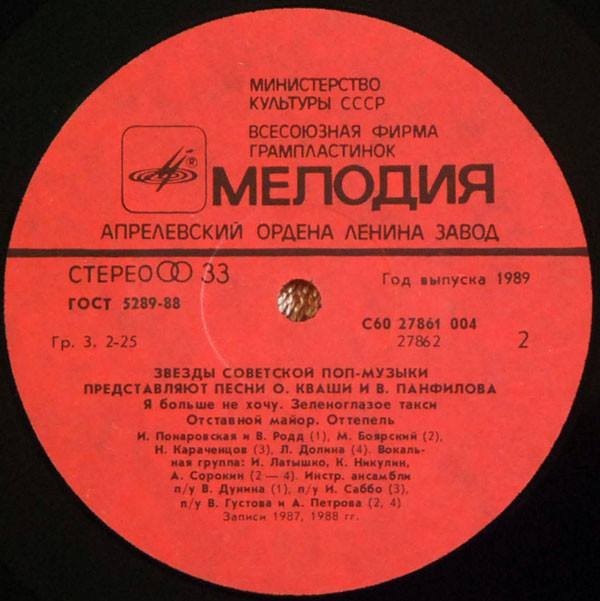 МИНИСТЕРСТВО
КУЛЬТУРЫ СССР
ВСЕСОЮЗНАЯ ФИРМА
ГРАМПЛАСТИНОК
®
МЕЛОДИЯ
АПРЕЛЕВСКИЙ ОРДЕНА ЛЕНИНА ЗАВОД
СТЕРЕО 33
Год выпуска 1989
ГОСТ 5289-88
С60 27861 004
Гр. 3. 2-25
27862 2
ЗВЕЗДЫ СОВЕТСКОЙ ПОП-МУЗЫКИ
ПРЕДСТАВЛЯЮТ ПЕСНИ О. КВАШИ И В. ПАНФИЛОВА
Я больше не хочу. Зеленоглазое такси
Отставной майор. Оттепель
И. Понаровская и В. Родд (1), М. Боярский (2),
Н. Караченцов (3), Л. Долина (4). Вокаль-
ная группа: И. Латышко, К. Никулин,
А. Сорокин (2 — 4). Инстр. ансамбли
п/у В. Дунина (1), п/у И. Саббо (3),
п/у В. Густова и А. Петрова (2, 4)
Записи 1987, 1988 гг.